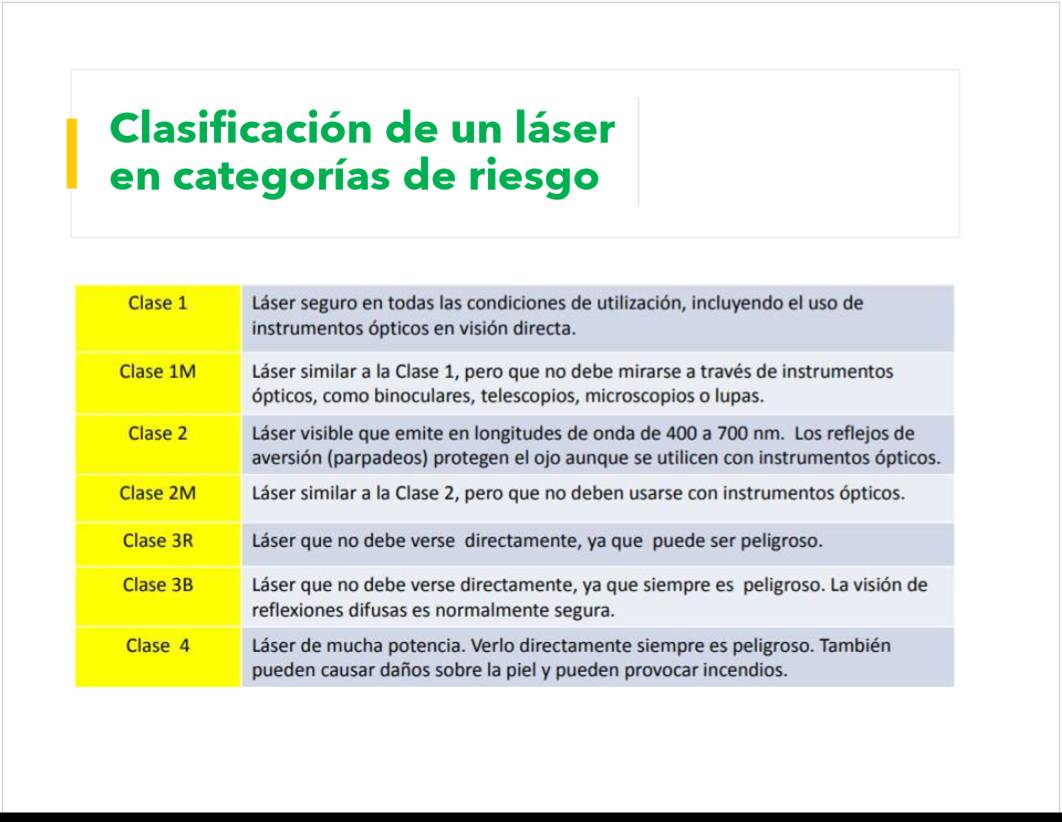 Clasificación de un láser
en categorías de riesgo
Clase 1
Láser seguro en todas las condiciones de utilización, incluyendo el uso de
instrumentos ópticos en visión directa.
Clase 1M
Láser similar a la Clase 1, pero que no debe mirarse a través de instrumentos
ópticos, como binoculares, telescopios, microscopios o lupas.
Clase 2
Láser visible que emite en longitudes de onda de 400 a 700 nm. Los reflejos de
aversión (parpadeos) protegen el ojo aunque se utilicen con instrumentos ópticos.
Clase 2M
Láser similar a la Clase 2, pero que no deben usarse con instrumentos ópticos.
Clase 3R
Láser que no debe verse directamente, ya que puede ser peligroso.
Clase 3B
Láser que no debe verse directamente, ya que siempre es peligroso. La visión de
reflexiones difusas es normalmente segura.
Clase 4
Láser de mucha potencia. Verlo directamente siempre es peligroso. También
pueden causar daños sobre la piel y pueden provocar incendios.